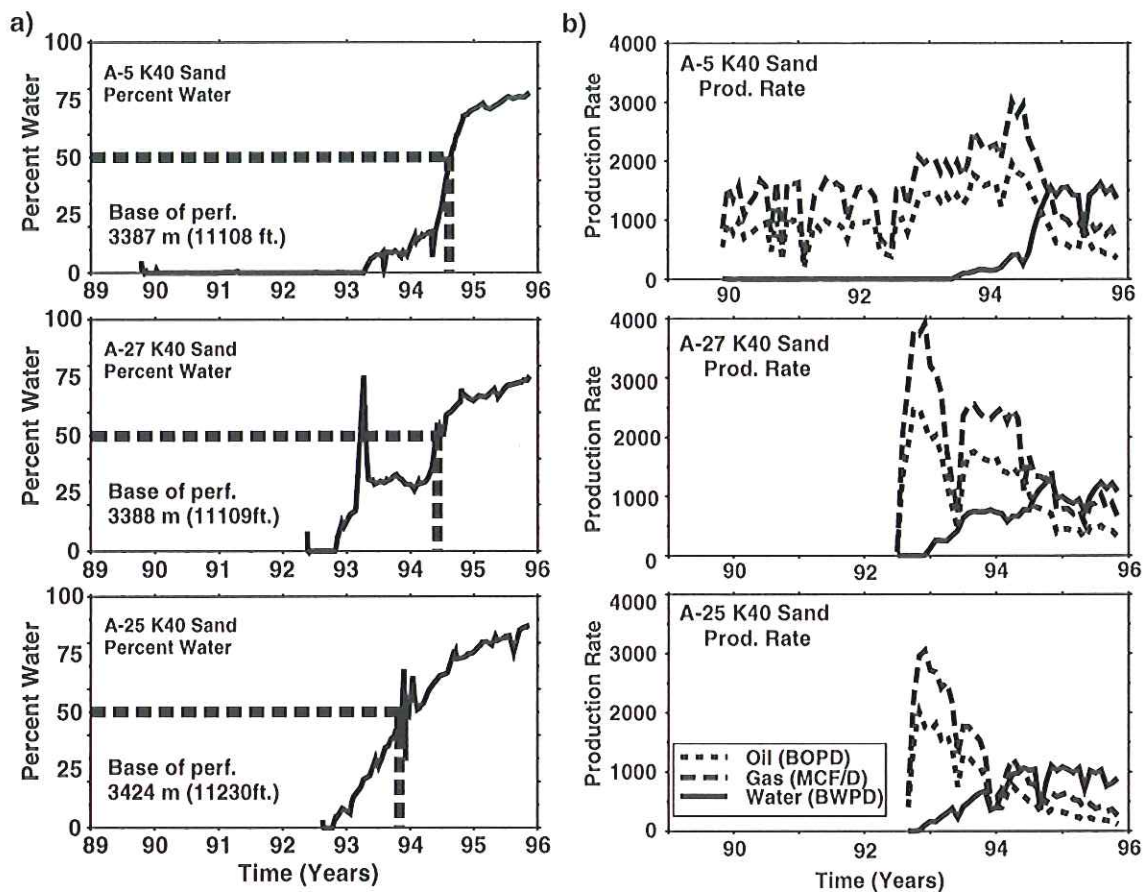 a)
100
75
50
25
0
Percent Water
A-5 K40 Sand
Percent Water
Base of perf.
3387 m (11108 ft.)
89 90 91 92 93 94 95 96
100
75
50
25
0
Percent Water
A-27 K40 Sand
Percent Water
Base of perf.
3388 m (11109ft.)
89 90 91 92 93 94 95 96
100
75
50
25
0
Percent Water
A-25 K40 Sand
Percent Water
Base of perf.
3424 m (11230ft.)
89 90 91 92 93 94 95 96
Time (Years)
b)
4000
3000
2000
1000
0
Production Rate
A-5 K40 Sand
Prod. Rate
90 92 94 96
4000
3000
2000
1000
0
Production Rate
A-27 K40 Sand
Prod. Rate
90 92 94 96
4000
3000
2000
1000
0
Production Rate
A-25 K40 Sand
Prod. Rate
Oil (BOPD)
Gas (MCF/D)
Water (BWPD)
90 92 94 96
Time (Years)